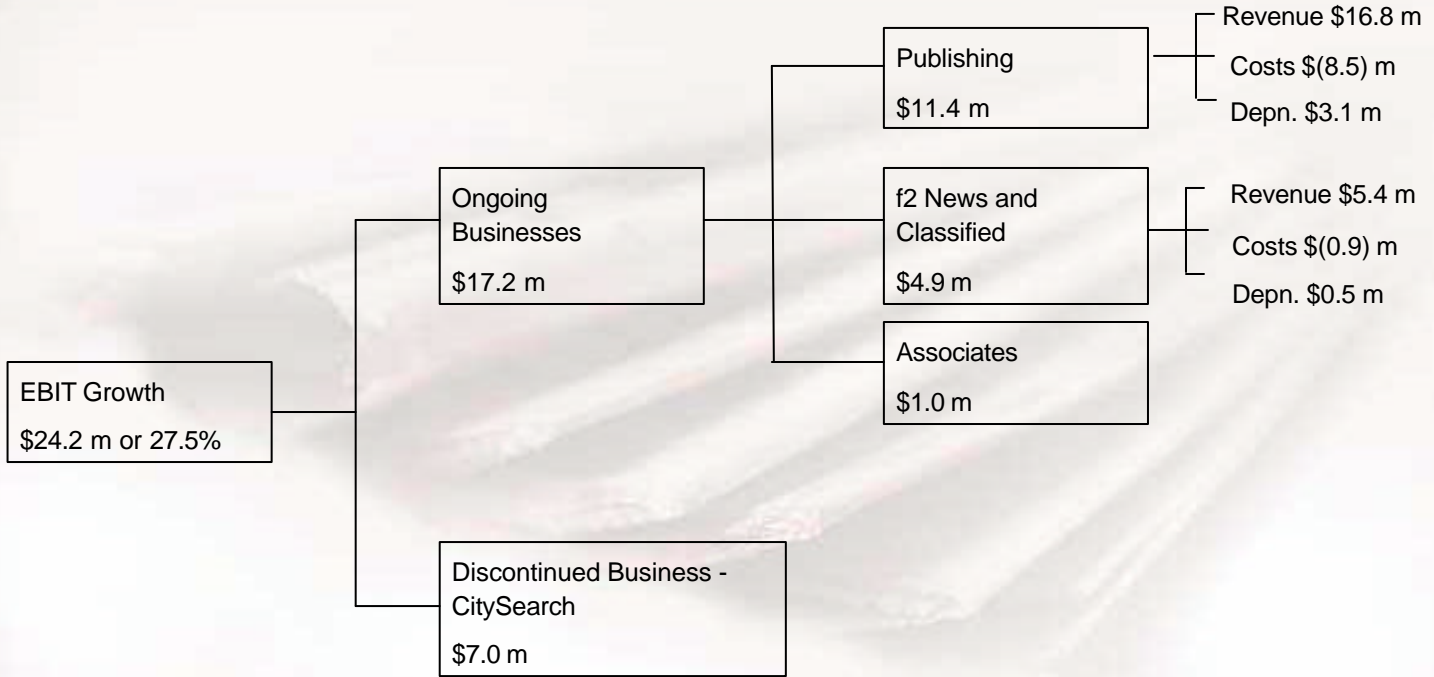 EBIT Growth
$24.2 m or 27.5%
Ongoing
Businesses
$17.2 m
Discontinued Business -
CitySearch
$7.0 m
Publishing
$11.4 m
f2 News and
Classified
$4.9 m
Associates
$1.0 m
Revenue $16.8 m
Costs $(8.5) m
Depn. $3.1 m
Revenue $5.4 m
Costs $(0.9) m
Depn. $0.5 m